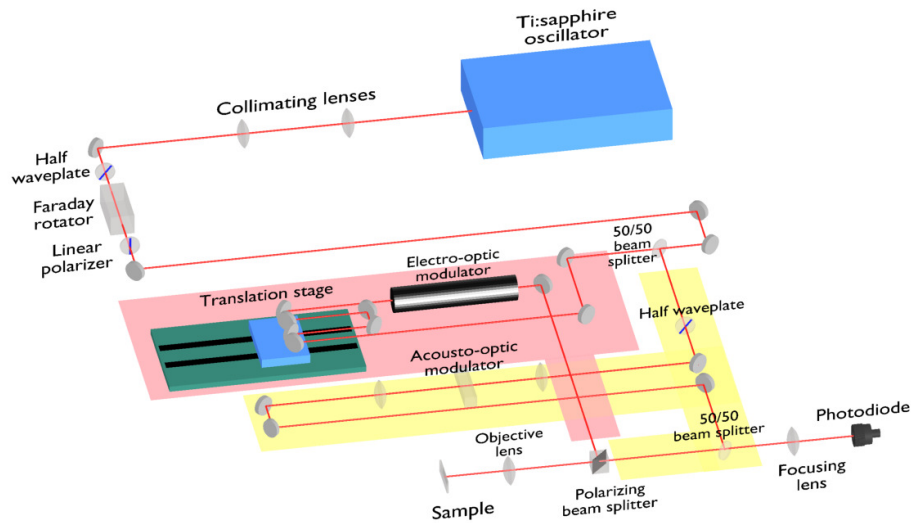 Ti:sapphire
oscillator
Collimating lenses
Half
waveplate
Faraday
rotator
Linear
polarizer
50/50
beam
splitter
Electro-optic
modulator
Translation stage
Half waveplate
Acousto-optic
modulator
50/50
beam splitter
Photodiode
Objective
lens
Focusing
lens
Sample
Polarizing
beam splitter